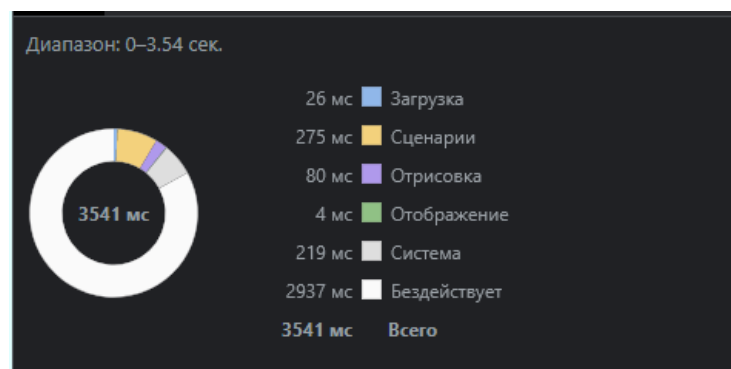 Диапазон: 0–3.54 сек.
26 мс Загрузка
275 мс Сценарии
80 мс Отрисовка
4 мс Отображение
219 мс Система
2937 мс Бездействует
3541 мс Всего
3541 мс